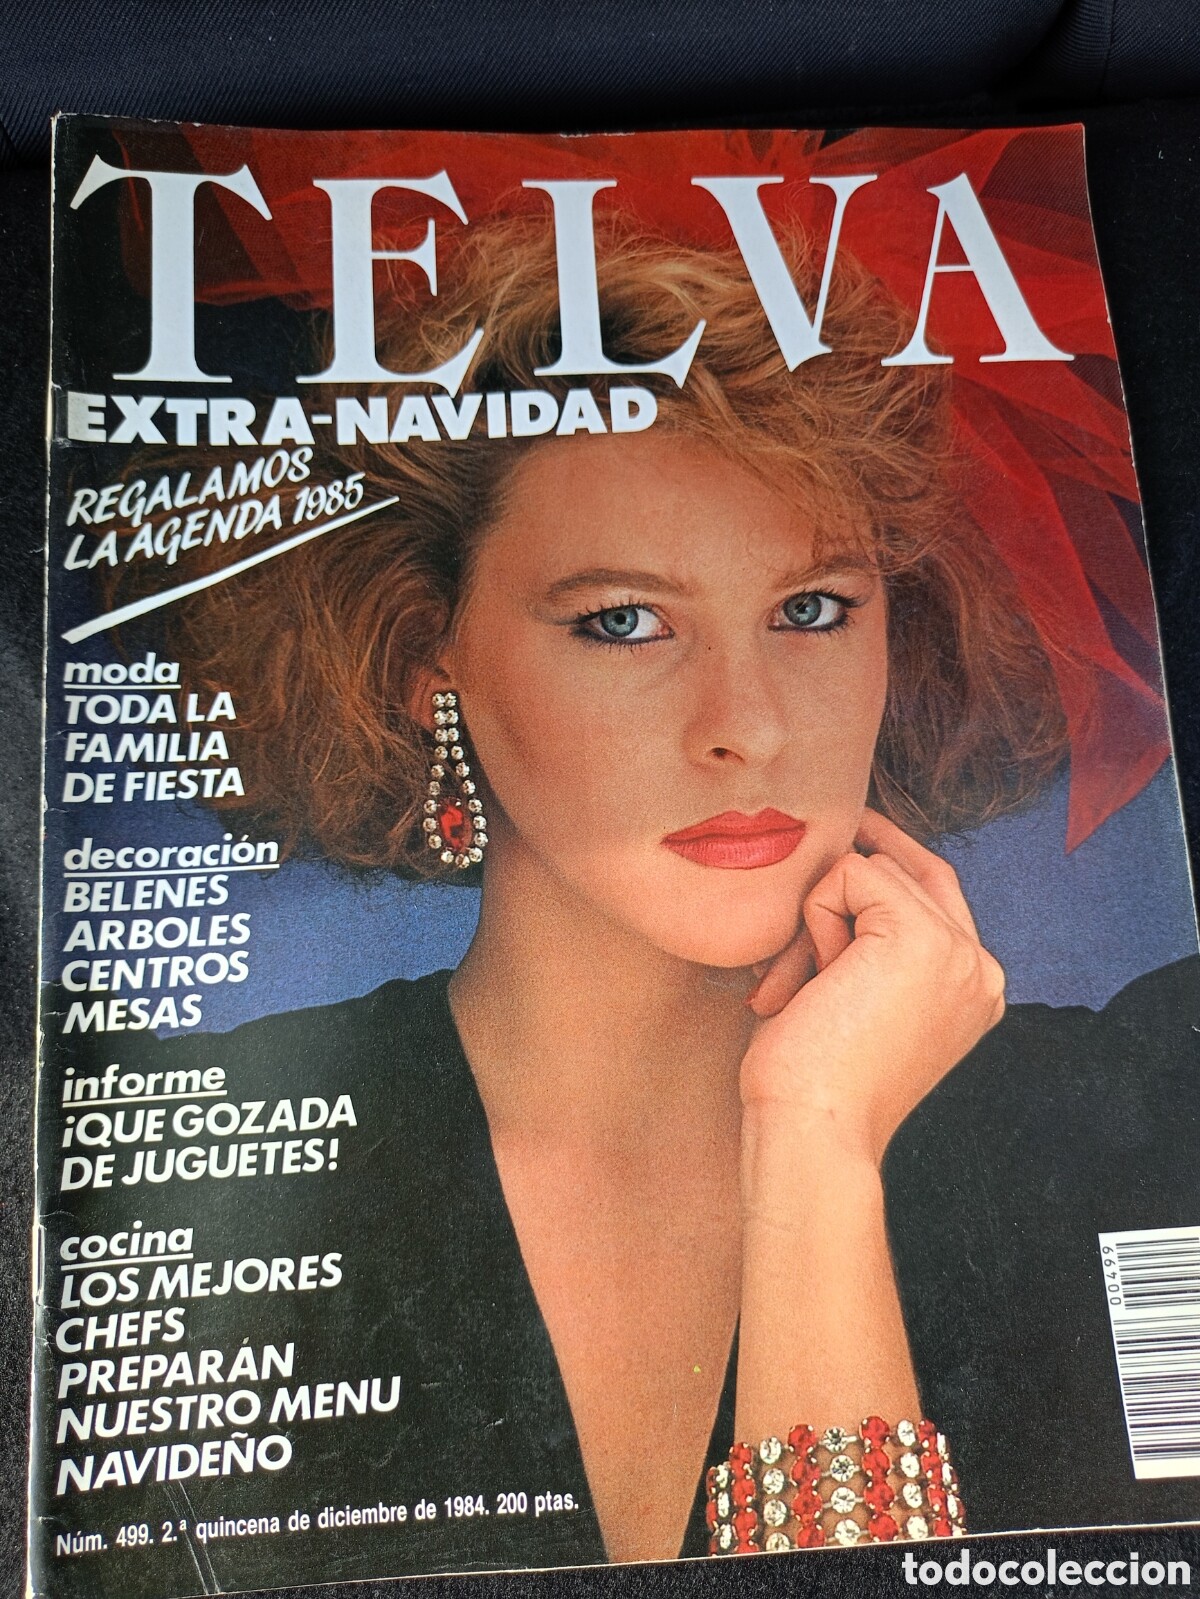 TELVA
EXTRA-NAVIDAD
REGALAMOS
LA AGENDA 1985
moda
TODA LA
FAMILIA
DE FIESTA
decoración
BELENES
ARBOLES
CENTROS
MESAS
informe
¡QUE GOZADA
DE JUGUETES!
cocina
LOS MEJORES
CHEFS
PREPARÁN
NUESTRO MENU
NAVIDEÑO
Núm. 499. 2.ª quincena de diciembre de 1984. 200 ptas.
00499
todocoleccion